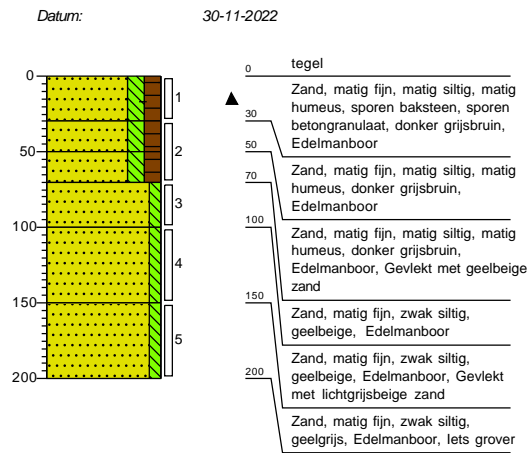 Datum: 30-11-2022
0
50
100
150
200
1
2
3
4
5
0 tegel
Zand, matig fijn, matig siltig, matig
humeus, sporen baksteen, sporen
betongranulaat, donker grijsbruin,
Edelmanboor
30
Zand, matig fijn, matig siltig, matig
humeus, donker grijsbruin,
Edelmanboor
50
Zand, matig fijn, matig siltig, matig
humeus, donker grijsbruin,
Edelmanboor, Gevlekt met geelbeige
zand
70
Zand, matig fijn, zwak siltig,
geelbeige, Edelmanboor
100
Zand, matig fijn, zwak siltig,
geelbeige, Edelmanboor, Gevlekt
met lichtgrijsbeige zand
150
Zand, matig fijn, zwak siltig,
geelgrijs, Edelmanboor, Iets grover
200